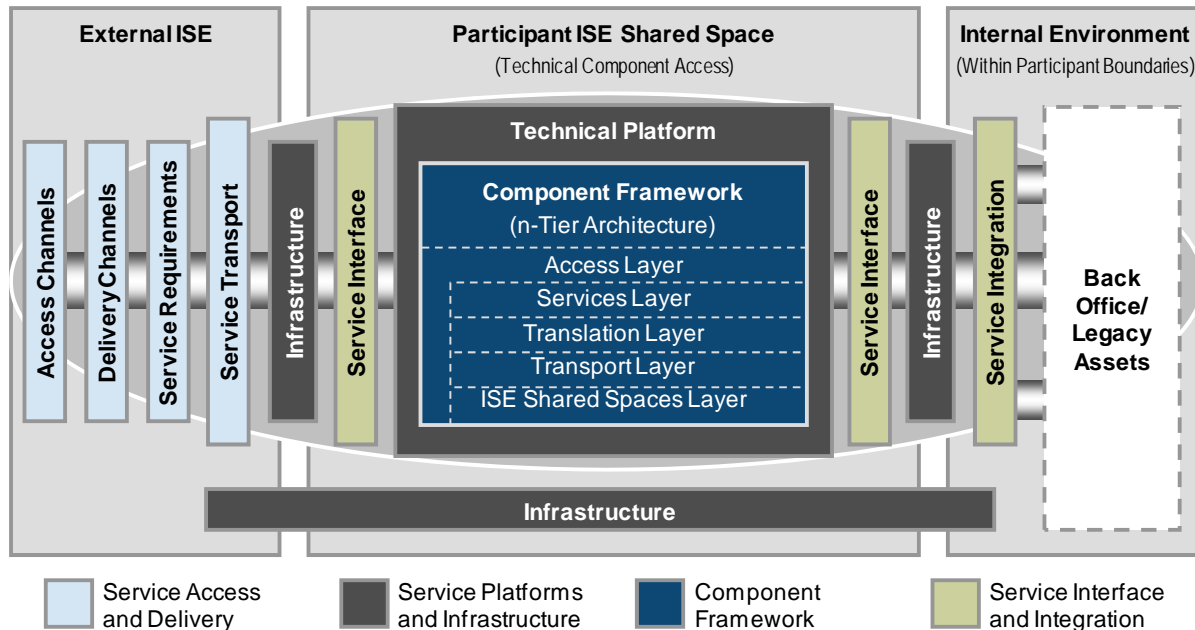 External ISE
Participant ISE Shared Space
(Technical Component Access)
Internal Environment
(Within Participant Boundaries)
Access Channels
Delivery Channels
Service Requirements
Service Transport
Infrastructure
Service Interface
Technical Platform
Component Framework
(n-Tier Architecture)
Access Layer
Services Layer
Translation Layer
Transport Layer
ISE Shared Spaces Layer
Service Interface
Infrastructure
Service Integration
Back
Office/
Legacy
Assets
Infrastructure
Service Access
and Delivery
Service Platforms
and Infrastructure
Component
Framework
Service Interface
and Integration